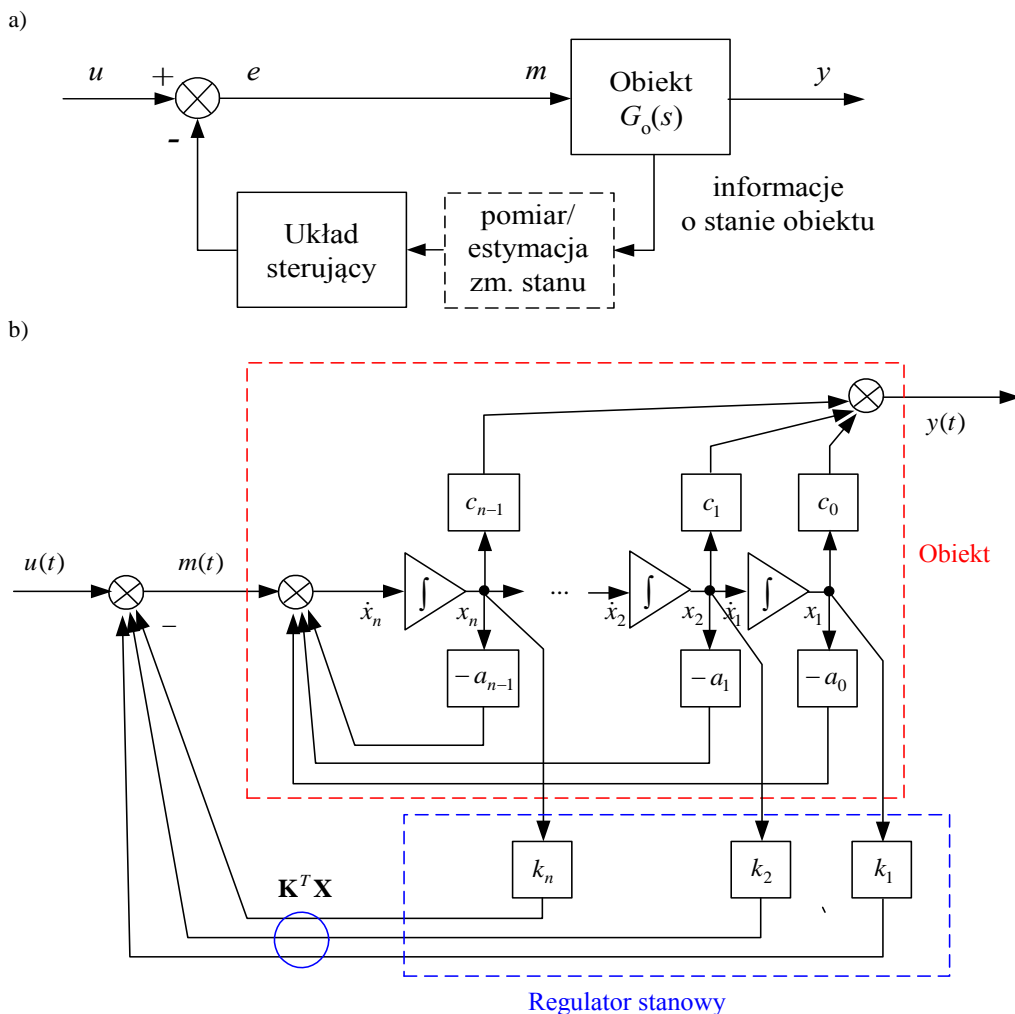 a)
u + e m Obiekt y
G_o(s)
-
informacje
o stanie obiektu
Układ
sterujący
pomiar/
estymacja
zm. stanu
b)
y(t)
c_{n-1} c_1 c_0
Obiekt
u(t) m(t)
∫ ... ∫ ∫
ẋ_n x_n ẋ_2 x_2 ẋ_1 x_1
−
−a_{n−1} −a_1 −a_0
k_n k_2 k_1
K^T X
Regulator stanowy